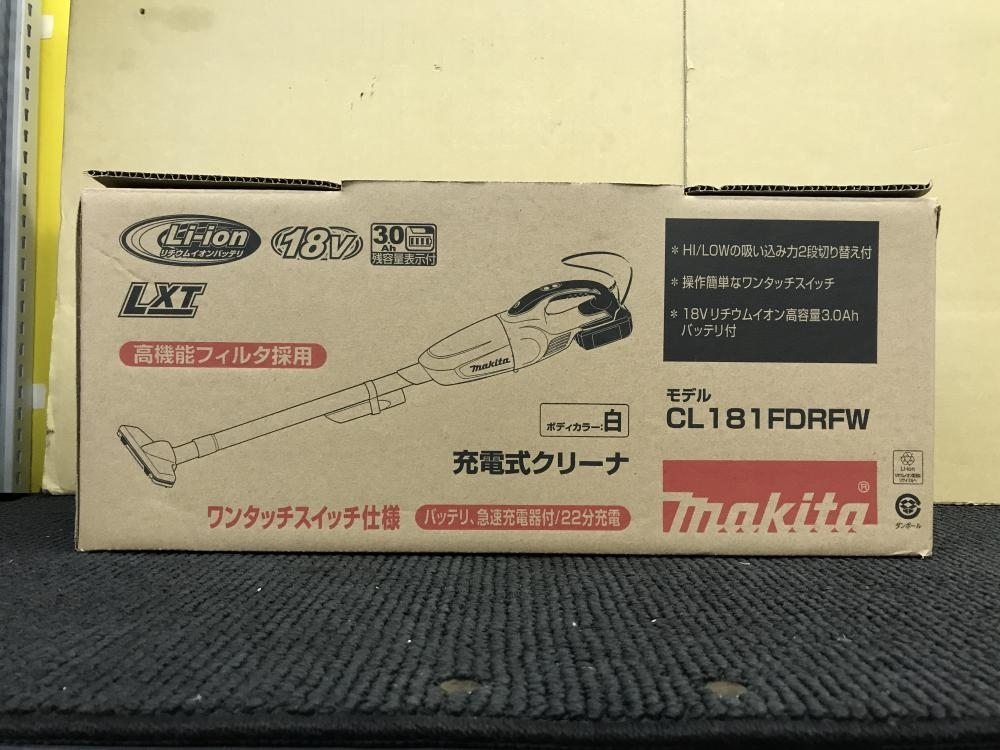 Li-ion
リチウムイオンバッテリ
18V
3.0
Ah
残容量表示付
LXT
高機能フィルタ採用
makita
ボディカラー:白
充電式クリーナ
ワンタッチスイッチ仕様
バッテリ、急速充電器付/22分充電
* HI/LOWの吸い込み力2段切り替え付
* 操作簡単なワンタッチスイッチ
* 18Vリチウムイオン高容量3.0Ah
バッテリ付
モデル
CL181FDRFW
makita®
Li-ion
ダンボール